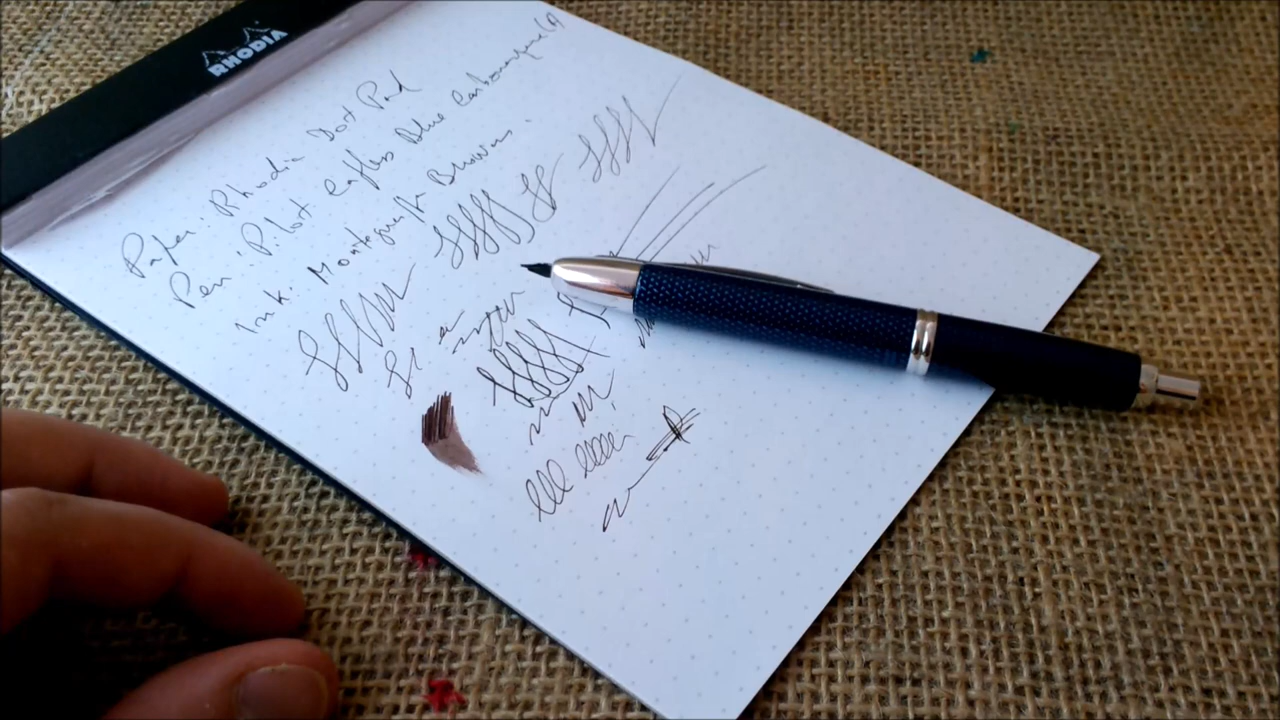 RHODIA
Paper: Rhodia Dot Pad
Pen: Pilot Capless Blue Carbonesque (
Ink. Montegrappa Brown.